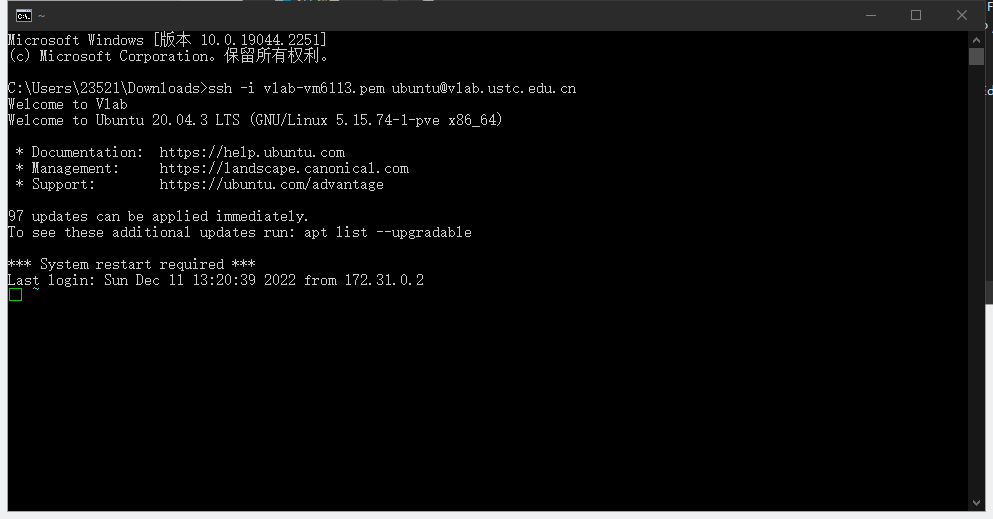 ~
Microsoft Windows [版本 10.0.19044.2251]
(c) Microsoft Corporation。保留所有权利。
C:\Users\23521\Downloads>ssh -i vlab-vm6113.pem ubuntu@vlab.ustc.edu.cn
Welcome to Vlab
Welcome to Ubuntu 20.04.3 LTS (GNU/Linux 5.15.74-1-pve x86_64)
* Documentation:  https://help.ubuntu.com
* Management:     https://landscape.canonical.com
* Support:        https://ubuntu.com/advantage
97 updates can be applied immediately.
To see these additional updates run: apt list --upgradable
*** System restart required ***
Last login: Sun Dec 11 13:20:39 2022 from 172.31.0.2
~